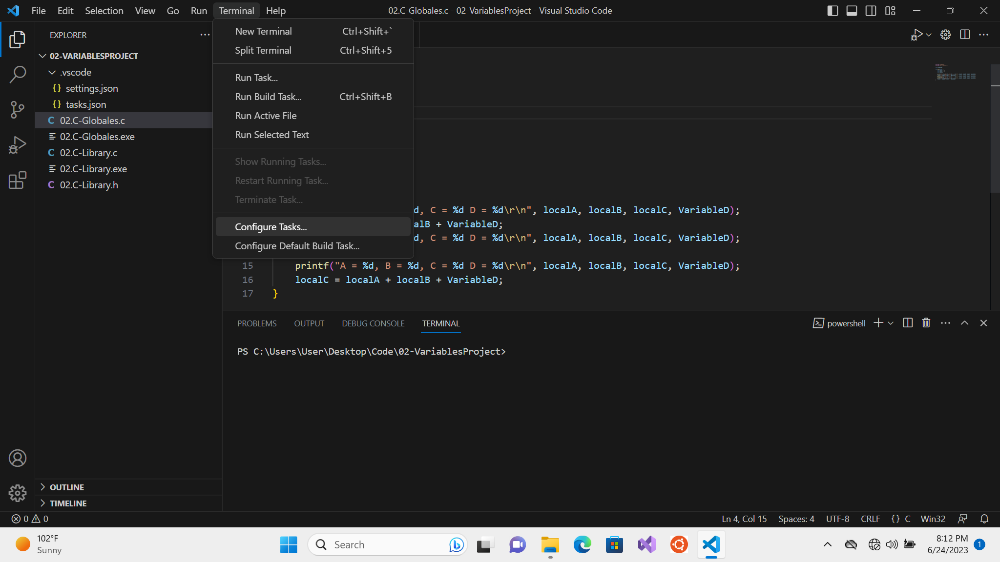 File Edit Selection View Go Run Terminal Help
02.C-Globales.c - 02-VariablesProject - Visual Studio Code
EXPLORER
02-VARIABLESPROJECT
.vscode
{} settings.json
{} tasks.json
C 02.C-Globales.c
02.C-Globales.exe
C 02.C-Library.c
02.C-Library.exe
C 02.C-Library.h
OUTLINE
TIMELINE
New Terminal Ctrl+Shift+`
Split Terminal Ctrl+Shift+5
Run Task...
Run Build Task... Ctrl+Shift+B
Run Active File
Run Selected Text
Show Running Tasks...
Restart Running Task...
Terminate Task...
Configure Tasks...
Configure Default Build Task...
d, C = %d D = %d\r\n", localA, localB, localC, VariableD);
alB + VariableD;
d, C = %d D = %d\r\n", localA, localB, localC, VariableD);
15 printf("A = %d, B = %d, C = %d D = %d\r\n", localA, localB, localC, VariableD);
16 localC = localA + localB + VariableD;
17 }
PROBLEMS OUTPUT DEBUG CONSOLE TERMINAL
powershell
PS C:\Users\User\Desktop\Code\02-VariablesProject>
0 0
Ln 4, Col 15 Spaces: 4 UTF-8 CRLF {} C Win32
102°F
Sunny
Search
8:12 PM
6/24/2023
1